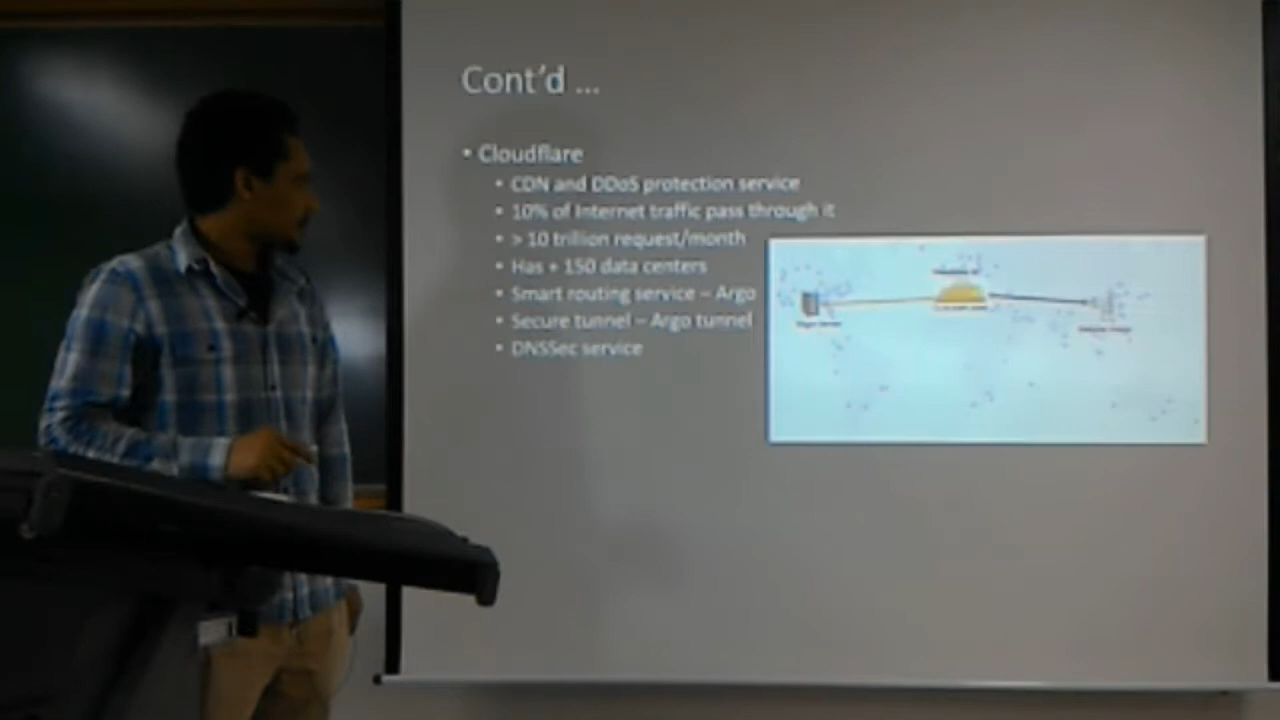 Cont'd ...
• Cloudflare
• CDN and DDoS protection service
• 10% of Internet traffic pass through it
• > 10 trillion request/month
• Has + 150 data centers
• Smart routing service – Argo
• Secure tunnel – Argo tunnel
• DNSSec service